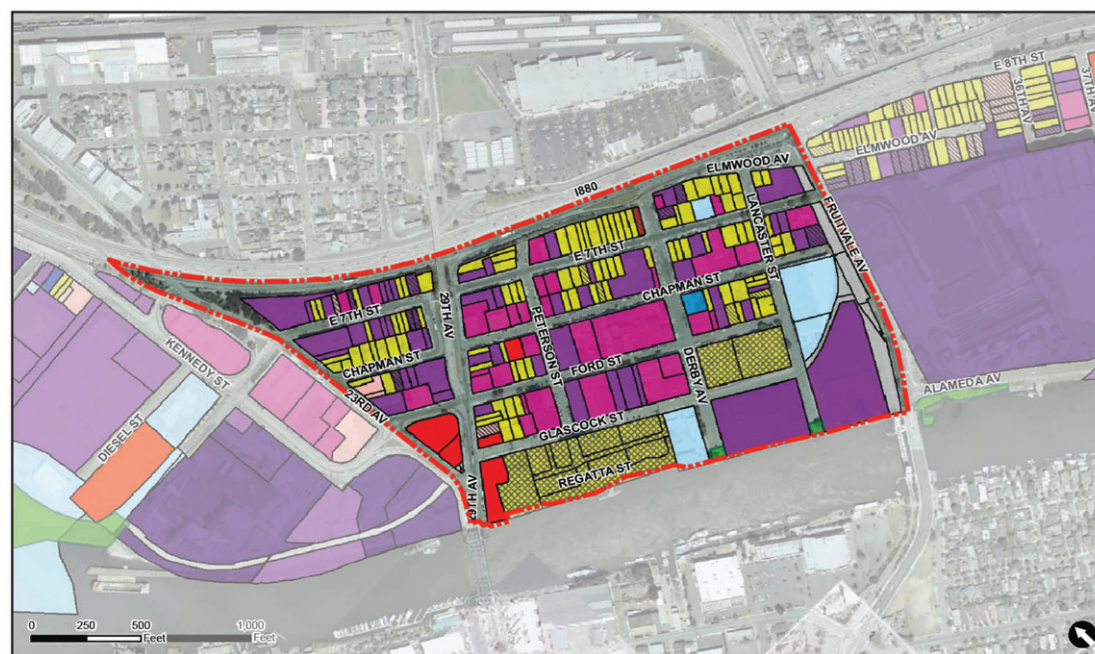 E 8TH ST
36TH AV
37TH AV
ELMWOOD AV
ELMWOOD AV
I880
FRUITVALE AV
LANCASTER ST
E 7TH ST
CHAPMAN ST
29TH AV
PETERSON ST
E 7TH ST
KENNEDY ST
CHAPMAN ST
FORD ST
DERBY AV
23RD AV
ALAMEDA AV
DIESEL ST
GLASCOCK ST
REGATTA ST
29TH AV
0 250 500 1,000
Feet Feet